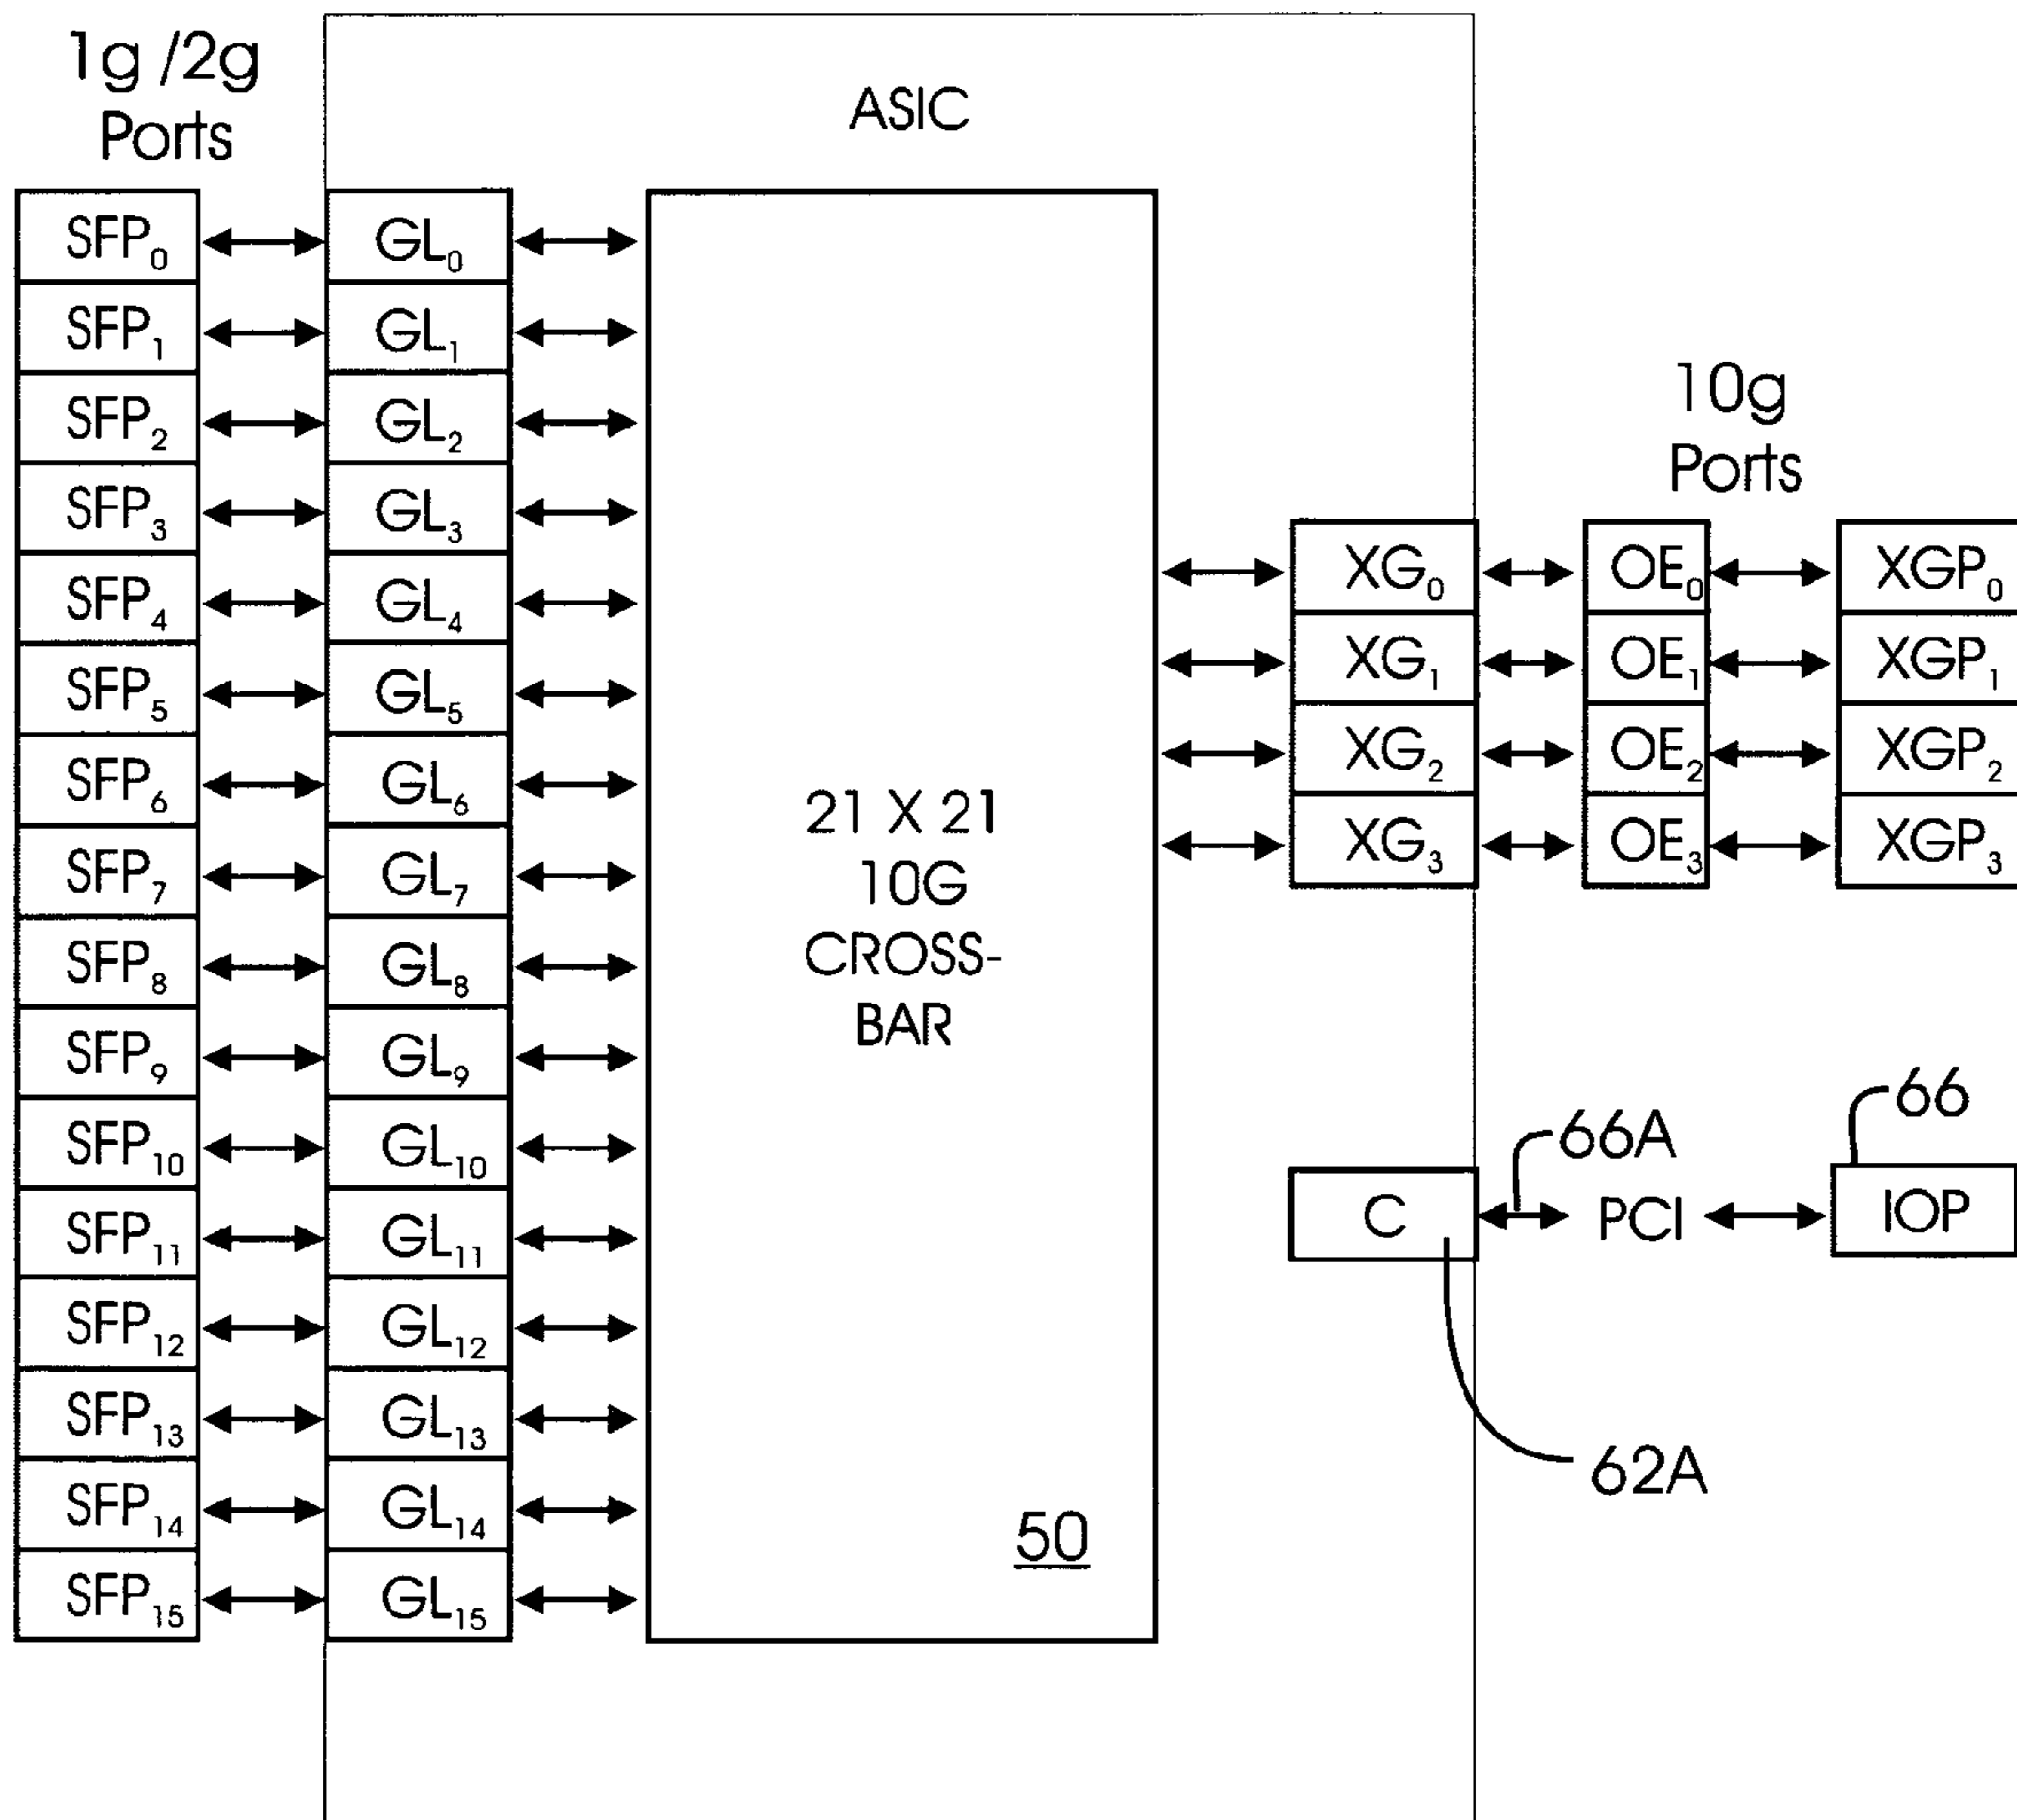 1g /2g
Ports
ASIC
SFP₀ GL₀
SFP₁ GL₁
SFP₂ GL₂
SFP₃ GL₃
SFP₄ GL₄
SFP₅ GL₅
SFP₆ GL₆
SFP₇ GL₇
SFP₈ GL₈
SFP₉ GL₉
SFP₁₀ GL₁₀
SFP₁₁ GL₁₁
SFP₁₂ GL₁₂
SFP₁₃ GL₁₃
SFP₁₄ GL₁₄
SFP₁₅ GL₁₅
21 X 21
10G
CROSS-
BAR
50
10g
Ports
XG₀ OE₀ XGP₀
XG₁ OE₁ XGP₁
XG₂ OE₂ XGP₂
XG₃ OE₃ XGP₃
66A 66
C PCI IOP
62A